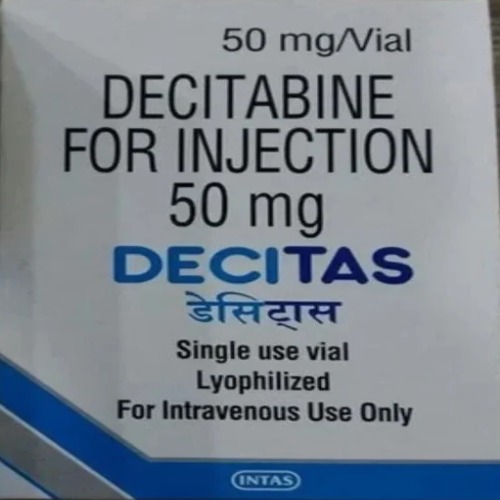 50 mg/Vial
DECITABINE
FOR INJECTION
50 mg
DECITAS
डेसिट्रास
Single use vial
Lyophilized
For Intravenous Use Only
INTAS